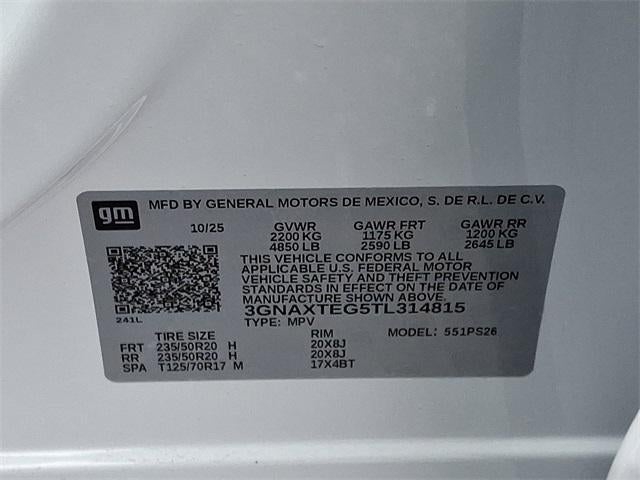 gm MFD BY GENERAL MOTORS DE MEXICO, S. DE R.L. DE C.V.
10/25 GVWR GAWR FRT GAWR RR
2200 KG 1175 KG 1200 KG
4850 LB 2590 LB 2645 LB
THIS VEHICLE CONFORMS TO ALL
APPLICABLE U.S. FEDERAL MOTOR
VEHICLE SAFETY AND THEFT PREVENTION
STANDARDS IN EFFECT ON THE DATE OF
MANUFACTURE SHOWN ABOVE.
3GNAXTEG5TL314815
241L TYPE: MPV MODEL: 551PS26
TIRE SIZE RIM
FRT 235/50R20 H 20X8J
RR 235/50R20 H 20X8J
SPA T125/70R17 M 17X4BT